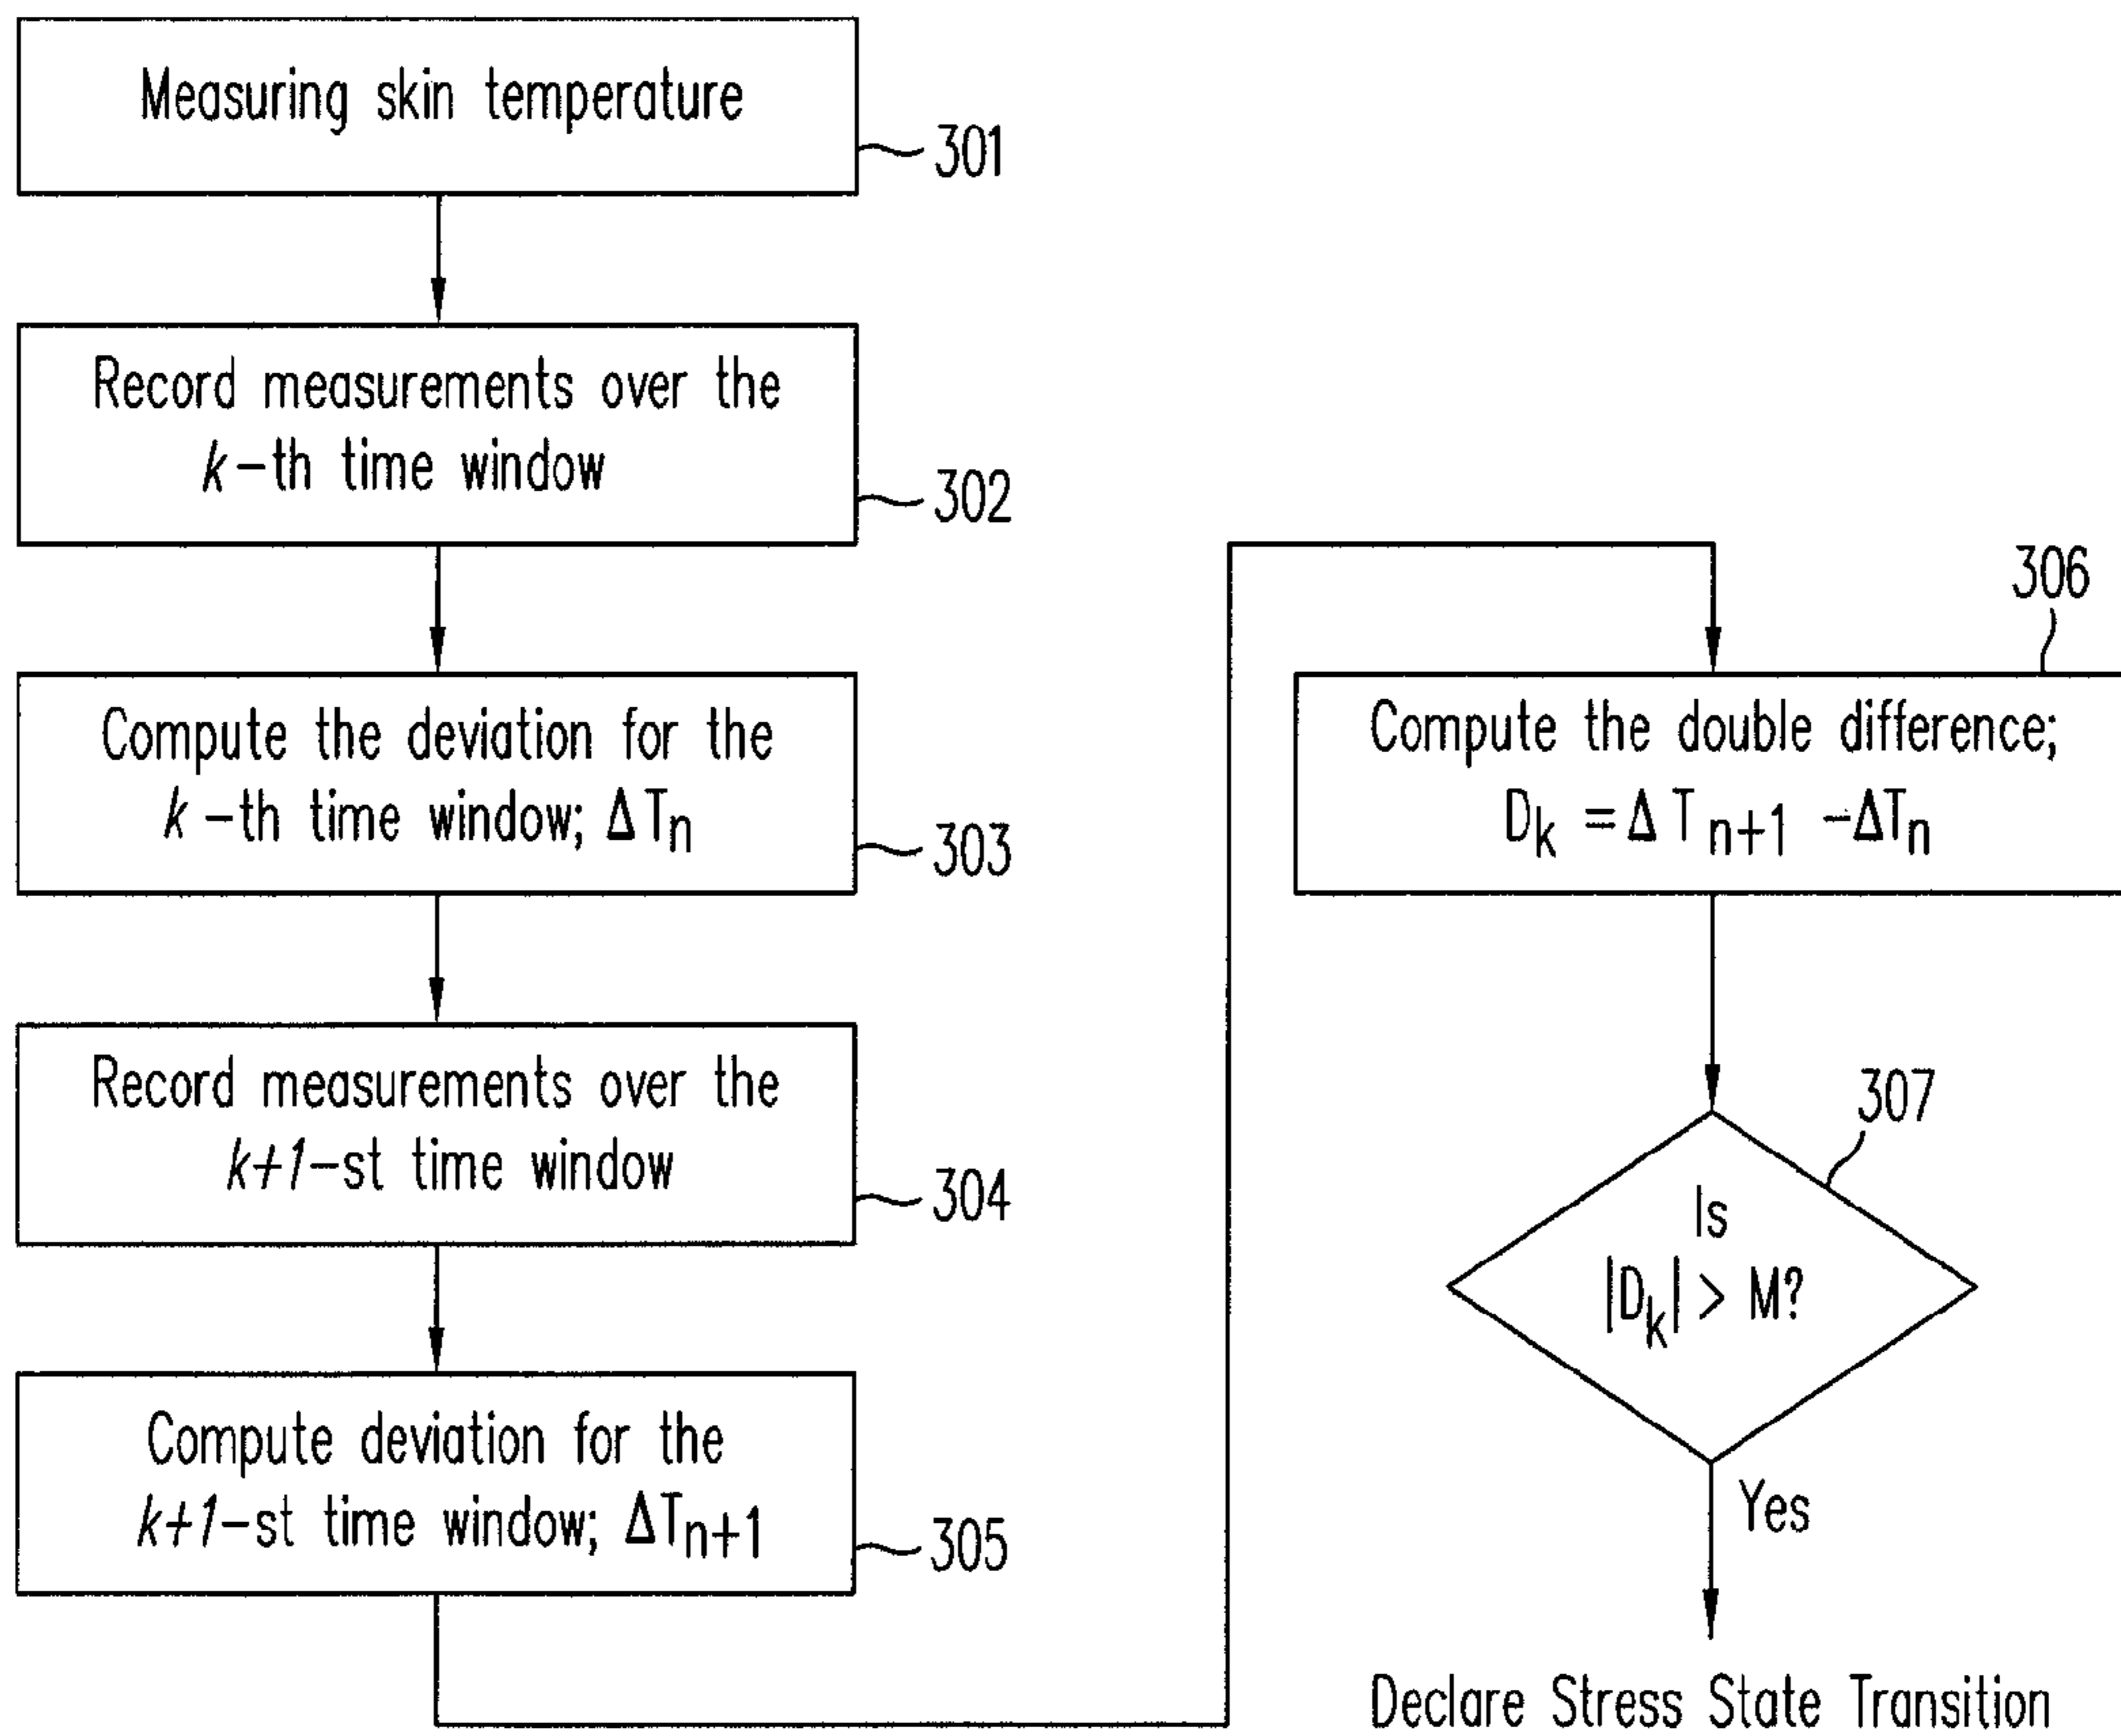 Measuring skin temperature
301
Record measurements over the
k-th time window
302
Compute the deviation for the
k-th time window; ΔTn
303
Record measurements over the
k+1-st time window
304
Compute deviation for the
k+1-st time window; ΔTn+1
305
306
Compute the double difference;
Dk = Δ Tn+1 -ΔTn
307
Is
|Dk| > M?
Yes
Declare Stress State Transition